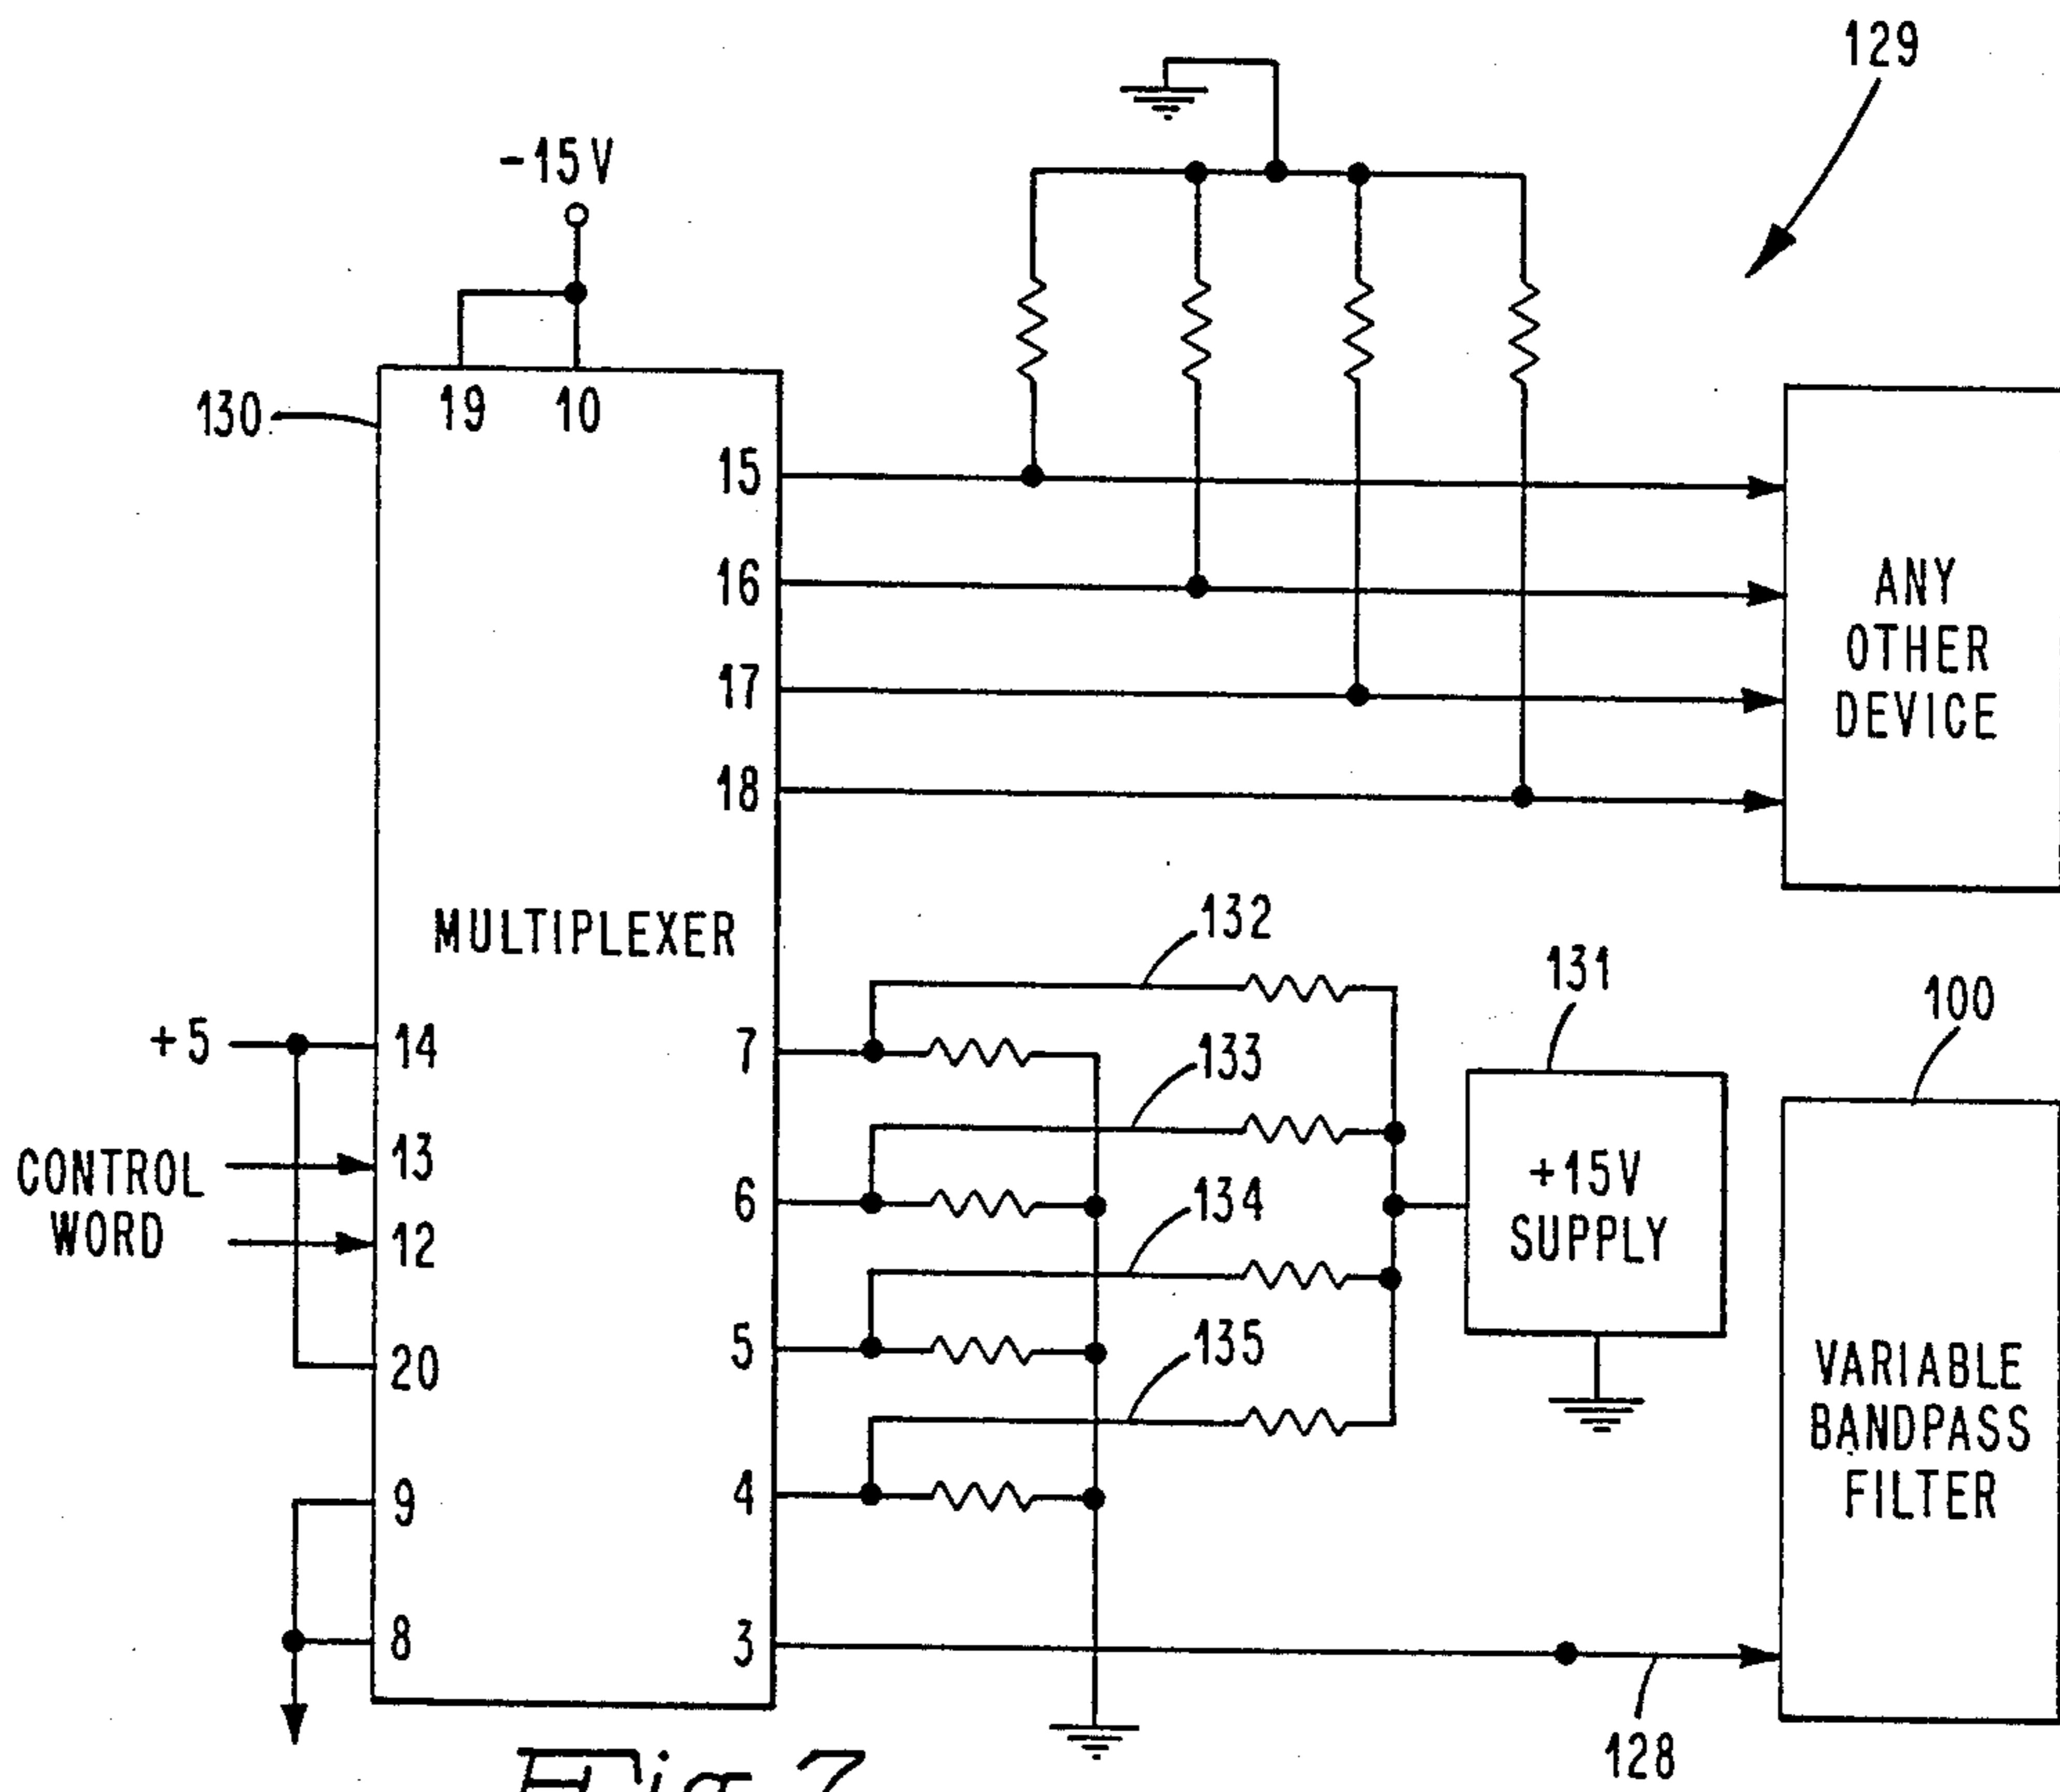 129
-15V
130
19 10
15
16
17
18
ANY
OTHER
DEVICE
MULTIPLEXER
132
131
100
+5
14
7
133
CONTROL
WORD
13
12
6
134
+15V
SUPPLY
20
5
135
VARIABLE
BANDPASS
FILTER
9
4
8
3
128
Fig. 7